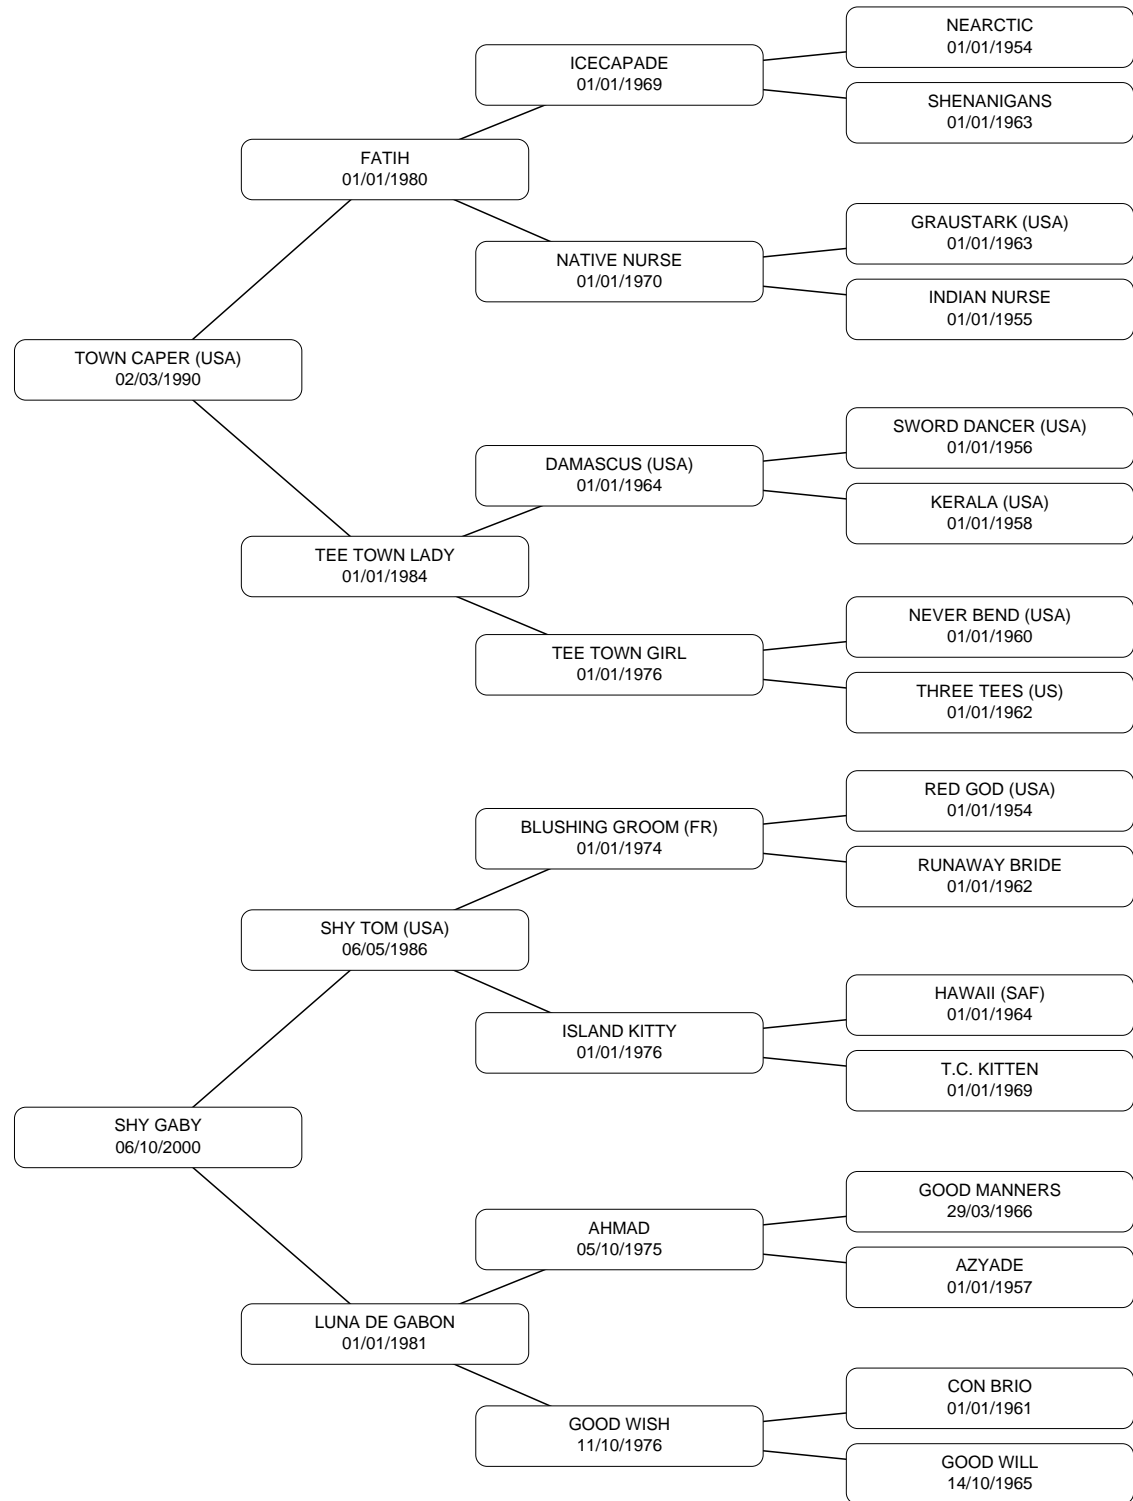 NEARCTIC
01/01/1954
ICECAPADE
01/01/1969
SHENANIGANS
01/01/1963
FATIH
01/01/1980
GRAUSTARK (USA)
01/01/1963
NATIVE NURSE
01/01/1970
INDIAN NURSE
01/01/1955
TOWN CAPER (USA)
02/03/1990
SWORD DANCER (USA)
01/01/1956
DAMASCUS (USA)
01/01/1964
KERALA (USA)
01/01/1958
TEE TOWN LADY
01/01/1984
NEVER BEND (USA)
01/01/1960
TEE TOWN GIRL
01/01/1976
THREE TEES (US)
01/01/1962
RED GOD (USA)
01/01/1954
BLUSHING GROOM (FR)
01/01/1974
RUNAWAY BRIDE
01/01/1962
SHY TOM (USA)
06/05/1986
HAWAII (SAF)
01/01/1964
ISLAND KITTY
01/01/1976
T.C. KITTEN
01/01/1969
SHY GABY
06/10/2000
GOOD MANNERS
29/03/1966
AHMAD
05/10/1975
AZYADE
01/01/1957
LUNA DE GABON
01/01/1981
CON BRIO
01/01/1961
GOOD WISH
11/10/1976
GOOD WILL
14/10/1965